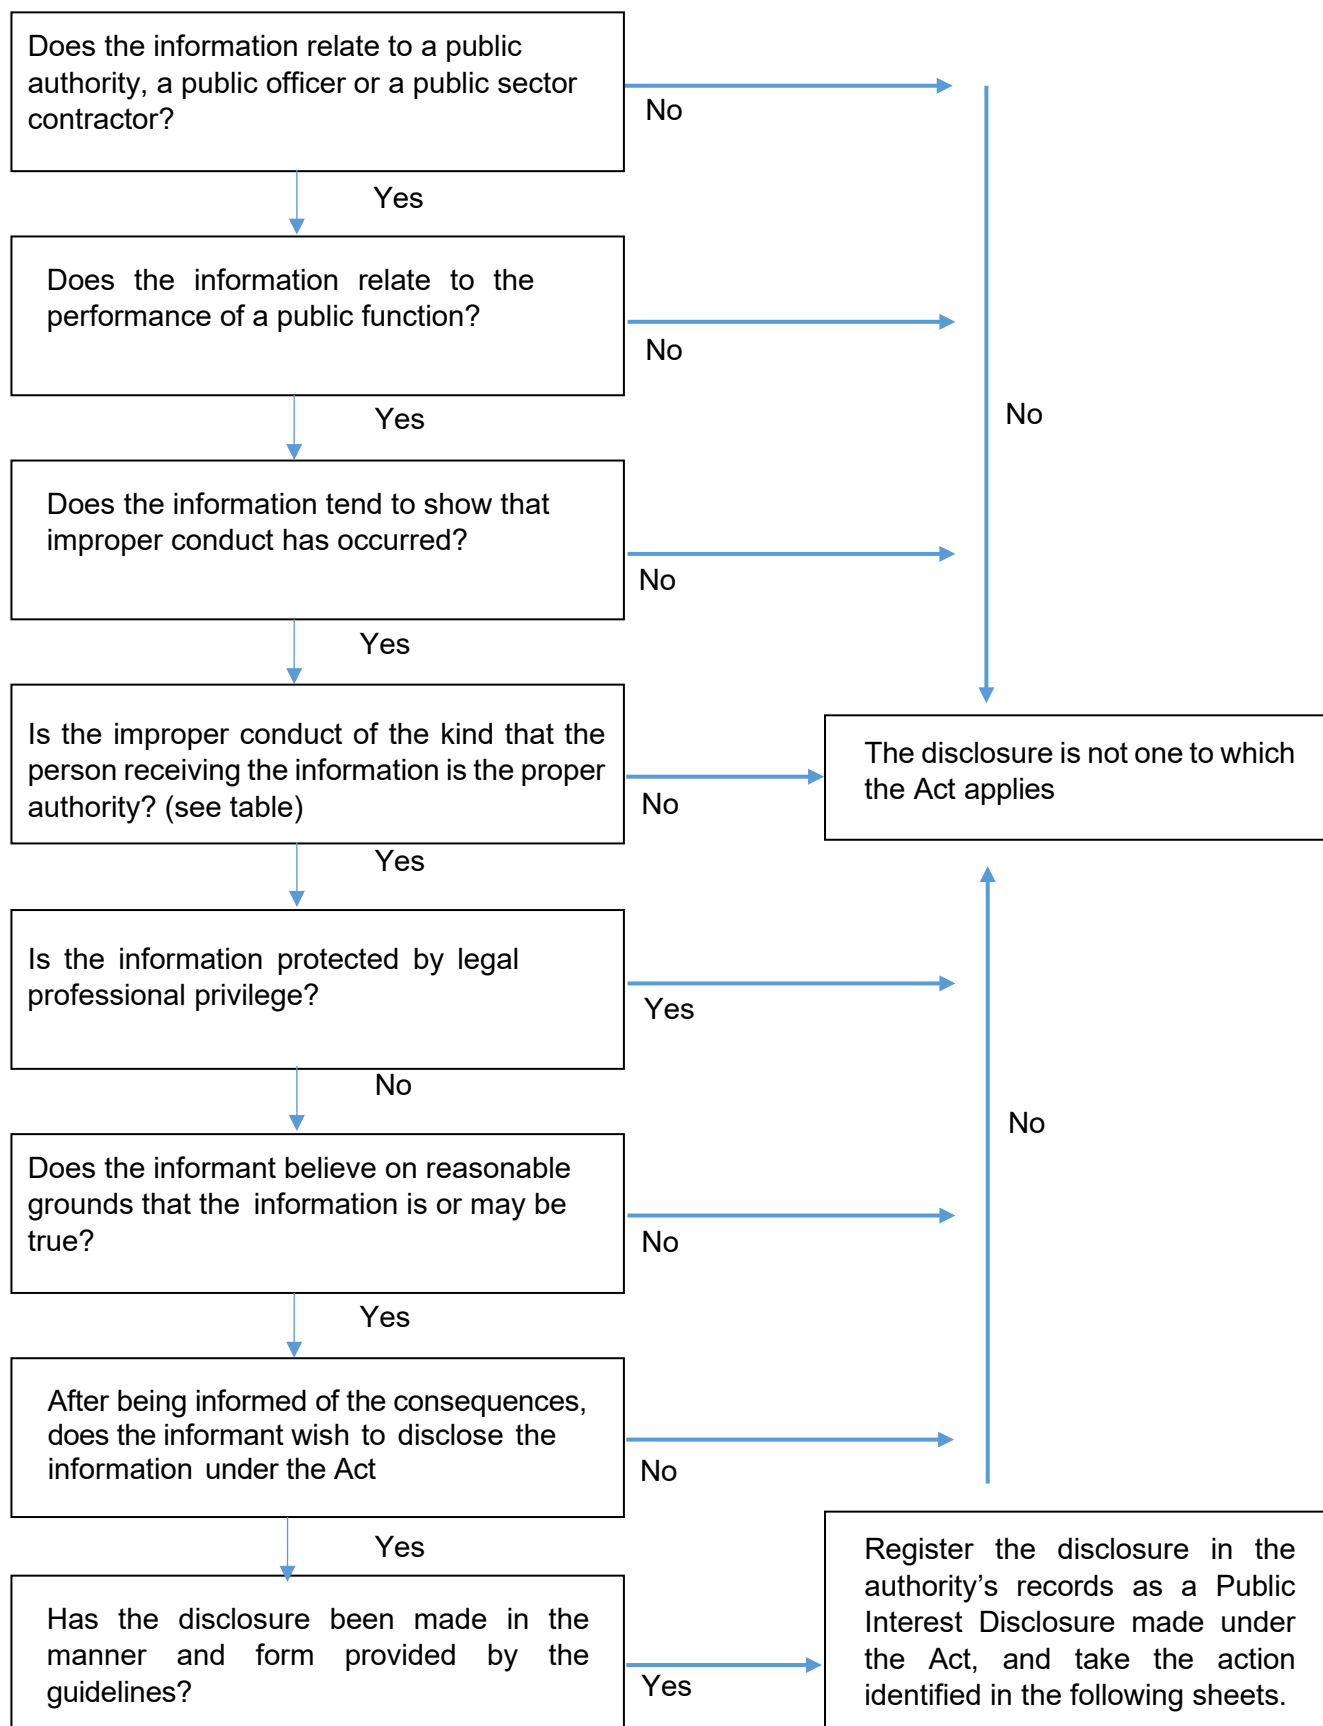 Does the information relate to a public
authority, a public officer or a public sector
contractor?
No
Yes
Does the information relate to the
performance of a public function?
No
Yes
No
Does the information tend to show that
improper conduct has occurred?
No
Yes
Is the improper conduct of the kind that the
person receiving the information is the proper
authority? (see table)
No
The disclosure is not one to which
the Act applies
Yes
Is the information protected by legal
professional privilege?
Yes
No
No
Does the informant believe on reasonable
grounds that the information is or may be
true?
No
Yes
After being informed of the consequences,
does the informant wish to disclose the
information under the Act
No
Yes
Has the disclosure been made in the
manner and form provided by the
guidelines?
Yes
Register the disclosure in the
authority’s records as a Public
Interest Disclosure made under
the Act, and take the action
identified in the following sheets.